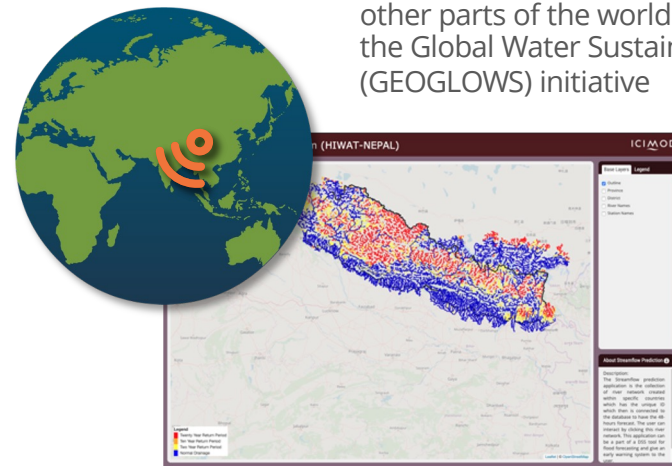 other parts of the world
the Global Water Sustain
(GEOGLOWS) initiative
n (HIWAT-NEPAL)
ICIMOD
Base Layers Legend
Outline
Province
District
River Names
Station Names
About Streamflow Prediction
Description:
The Streamflow prediction
application is the collection
of river network created
within specific countries
which has the unique ID
which then is connected to
the database to have the 48-
hours forecast. The user can
interact by clicking this river
network. This application can
be a part of a DSS tool for
flood forecasting and give an
early warning system to the
user.
Legend
Twenty Year Return Period
Ten Year Return Period
Two Year Return Period
Normal Drainage
Leaflet | © OpenStreetMap